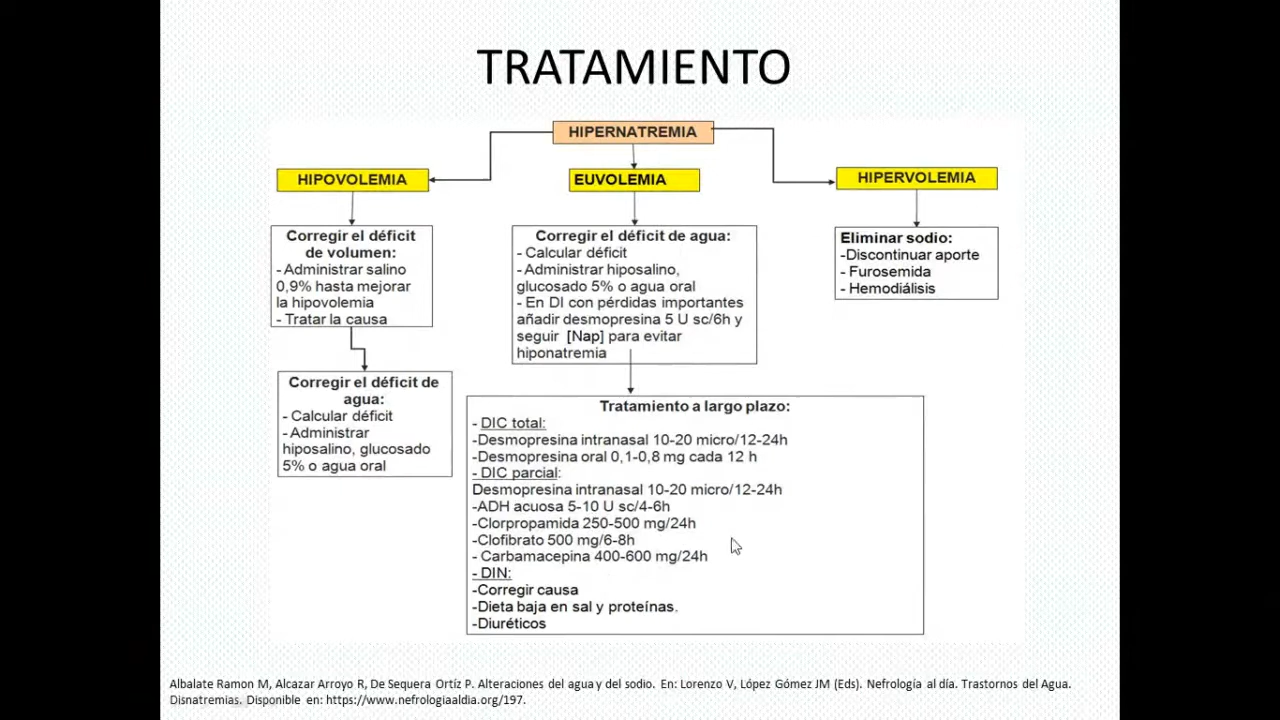 TRATAMIENTO
HIPERNATREMIA
HIPOVOLEMIA
EUVOLEMIA
HIPERVOLEMIA
Corregir el déficit
de volumen:
- Administrar salino
0,9% hasta mejorar
la hipovolemia
- Tratar la causa
Corregir el déficit de
agua:
- Calcular déficit
- Administrar
hiposalino, glucosado
5% o agua oral
Corregir el déficit de agua:
- Calcular déficit
- Administrar hiposalino,
glucosado 5% o agua oral
- En DI con pérdidas importantes
añadir desmopresina 5 U sc/6h y
seguir [Nap] para evitar
hiponatremia
Eliminar sodio:
-Discontinuar aporte
- Furosemida
- Hemodiálisis
Tratamiento a largo plazo:
- DIC total:
-Desmopresina intranasal 10-20 micro/12-24h
-Desmopresina oral 0,1-0,8 mg cada 12 h
- DIC parcial:
Desmopresina intranasal 10-20 micro/12-24h
-ADH acuosa 5-10 U sc/4-6h
-Clorpropamida 250-500 mg/24h
-Clofibrato 500 mg/6-8h
- Carbamacepina 400-600 mg/24h
- DIN:
-Corregir causa
-Dieta baja en sal y proteínas.
-Diuréticos
Albalate Ramon M, Alcazar Arroyo R, De Sequera Ortíz P. Alteraciones del agua y del sodio. En: Lorenzo V, López Gómez JM (Eds). Nefrología al día. Trastornos del Agua.
Disnatremias. Disponible en: https://www.nefrologiaaldia.org/197.